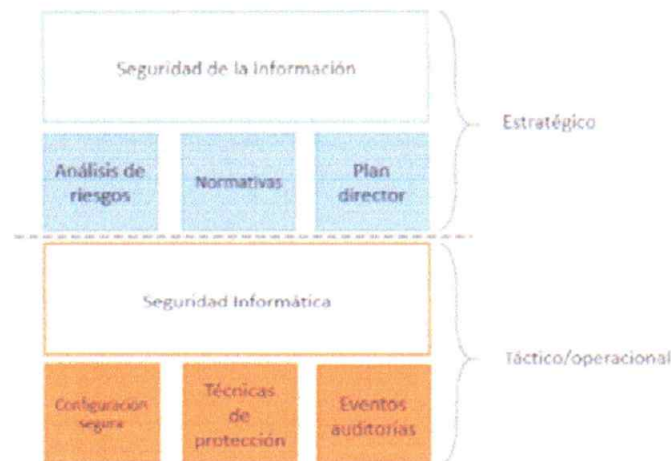 Seguridad de la Información
Estratégico
Análisis de
riesgos
Normativas
Plan
director
Seguridad Informática
Táctico/operacional
Configuración
segura
Técnicas
de
protección
Eventos
auditorías